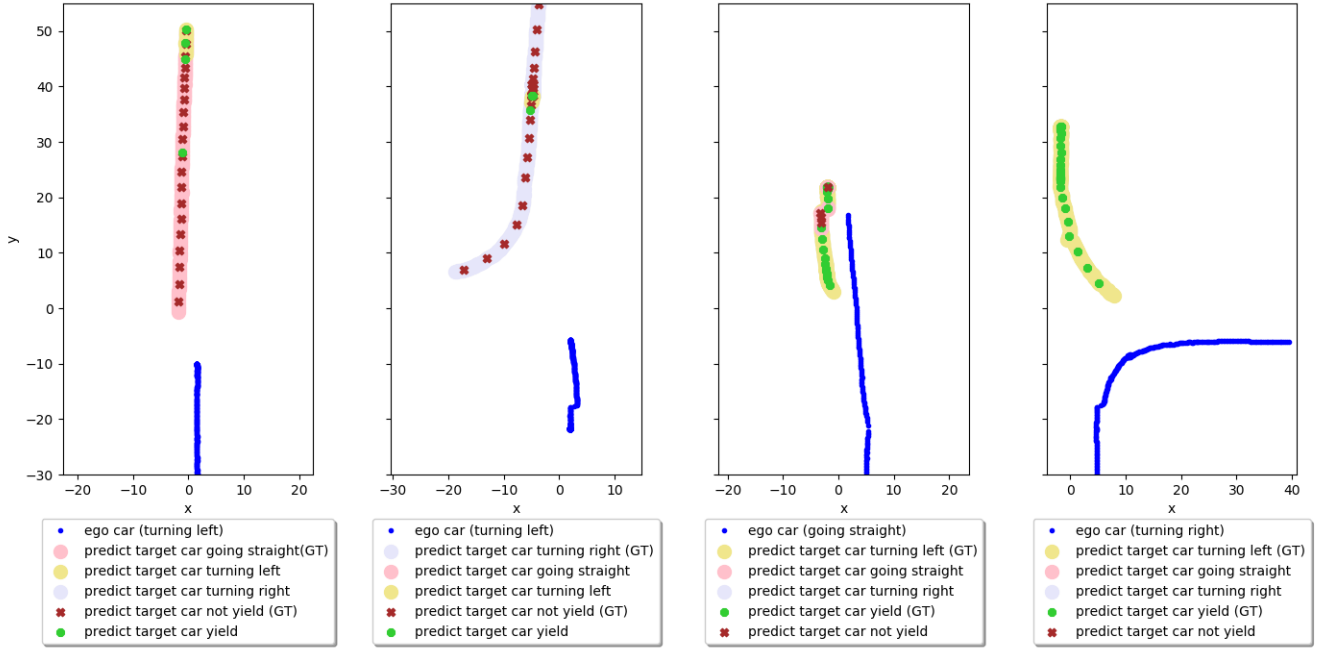 50
40
30
20
10
0
−10
−20
−30
y
−20 −10 0 10 20
x
−30 −20 −10 0 10
x
−20 −10 0 10 20
x
0 10 20 30 40
x
ego car (turning left)
predict target car going straight(GT)
predict target car turning left
predict target car turning right
predict target car not yield (GT)
predict target car yield
ego car (turning left)
predict target car turning right (GT)
predict target car going straight
predict target car turning left
predict target car not yield (GT)
predict target car yield
ego car (going straight)
predict target car turning left (GT)
predict target car going straight
predict target car turning right
predict target car yield (GT)
predict target car not yield
ego car (turning right)
predict target car turning left (GT)
predict target car going straight
predict target car turning right
predict target car yield (GT)
predict target car not yield